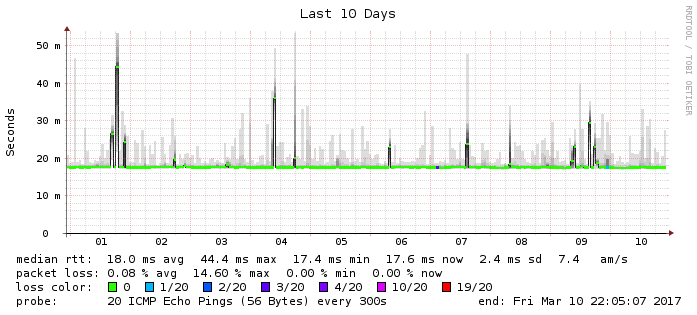 Last 10 Days
RRDTOOL / TOBI OETIKER
Seconds
50 m
40 m
30 m
20 m
10 m
0
01 02 03 04 05 06 07 08 09 10
median rtt: 18.0 ms avg 44.4 ms max 17.4 ms min 17.6 ms now 2.4 ms sd 7.4 am/s
packet loss: 0.08 % avg 14.60 % max 0.00 % min 0.00 % now
loss color: 0 1/20 2/20 3/20 4/20 10/20 19/20
probe: 20 ICMP Echo Pings (56 Bytes) every 300s end: Fri Mar 10 22:05:07 2017